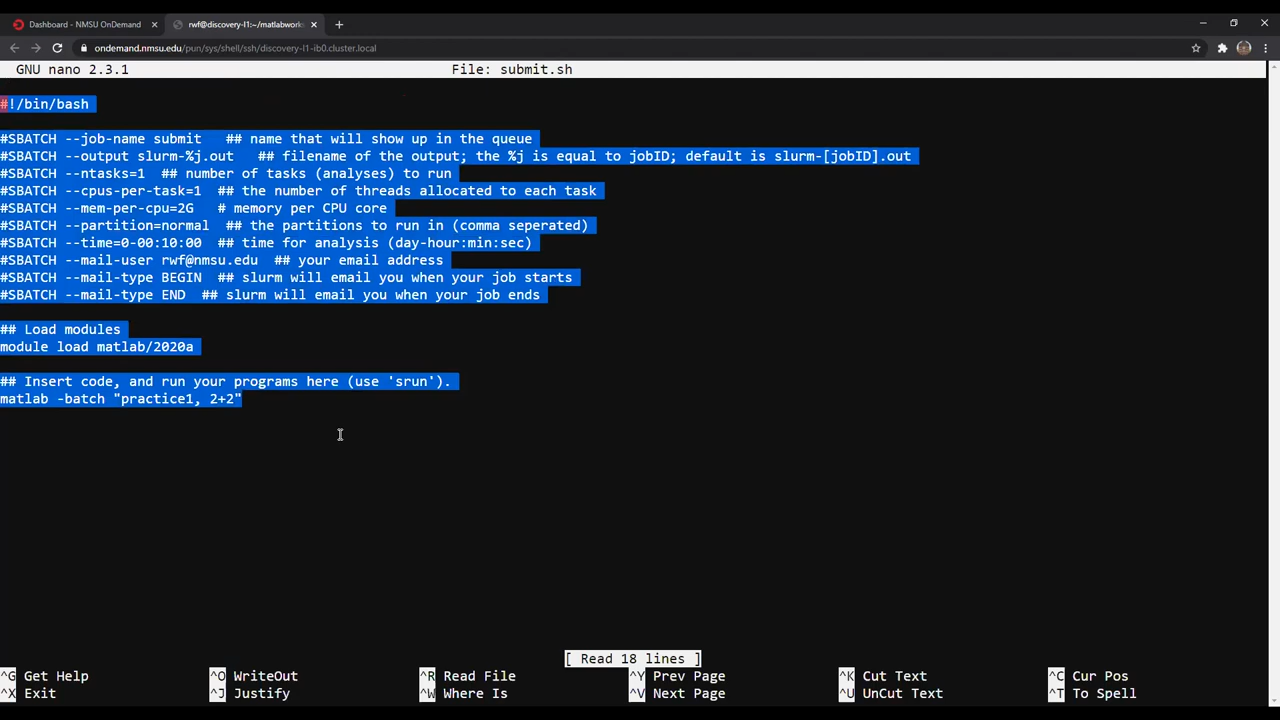 Dashboard - NMSU OnDemand
rwf@discovery-l1:~/matlabwork
ondemand.nmsu.edu/pun/sys/shell/ssh/discovery-l1-ib0.cluster.local
GNU nano 2.3.1 File: submit.sh
#!/bin/bash
#SBATCH --job-name submit ## name that will show up in the queue
#SBATCH --output slurm-%j.out ## filename of the output; the %j is equal to jobID; default is slurm-[jobID].out
#SBATCH --ntasks=1 ## number of tasks (analyses) to run
#SBATCH --cpus-per-task=1 ## the number of threads allocated to each task
#SBATCH --mem-per-cpu=2G # memory per CPU core
#SBATCH --partition=normal ## the partitions to run in (comma seperated)
#SBATCH --time=0-00:10:00 ## time for analysis (day-hour:min:sec)
#SBATCH --mail-user rwf@nmsu.edu ## your email address
#SBATCH --mail-type BEGIN ## slurm will email you when your job starts
#SBATCH --mail-type END ## slurm will email you when your job ends
## Load modules
module load matlab/2020a
## Insert code, and run your programs here (use 'srun').
matlab -batch "practice1, 2+2"
[ Read 18 lines ]
^G Get Help ^O WriteOut ^R Read File ^Y Prev Page ^K Cut Text ^C Cur Pos
^X Exit ^J Justify ^W Where Is ^V Next Page ^U UnCut Text ^T To Spell